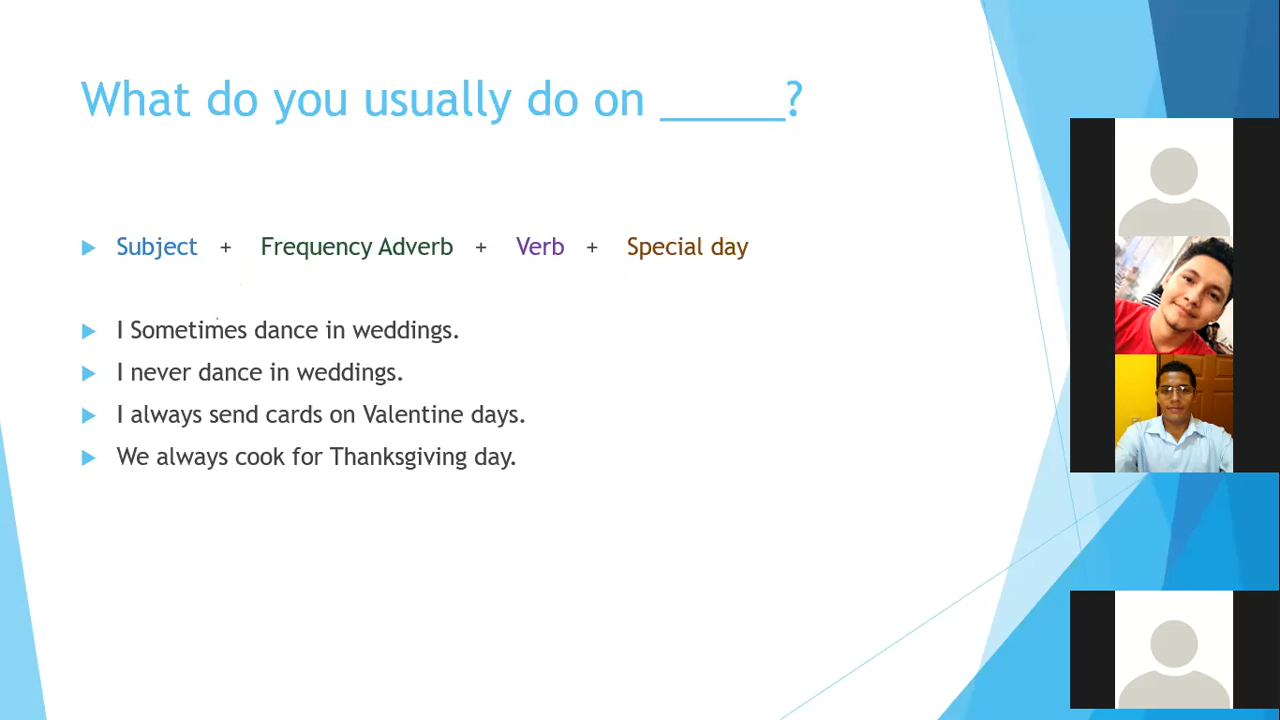 What do you usually do on _____?
Subject + Frequency Adverb + Verb + Special day
I Sometimes dance in weddings.
I never dance in weddings.
I always send cards on Valentine days.
We always cook for Thanksgiving day.